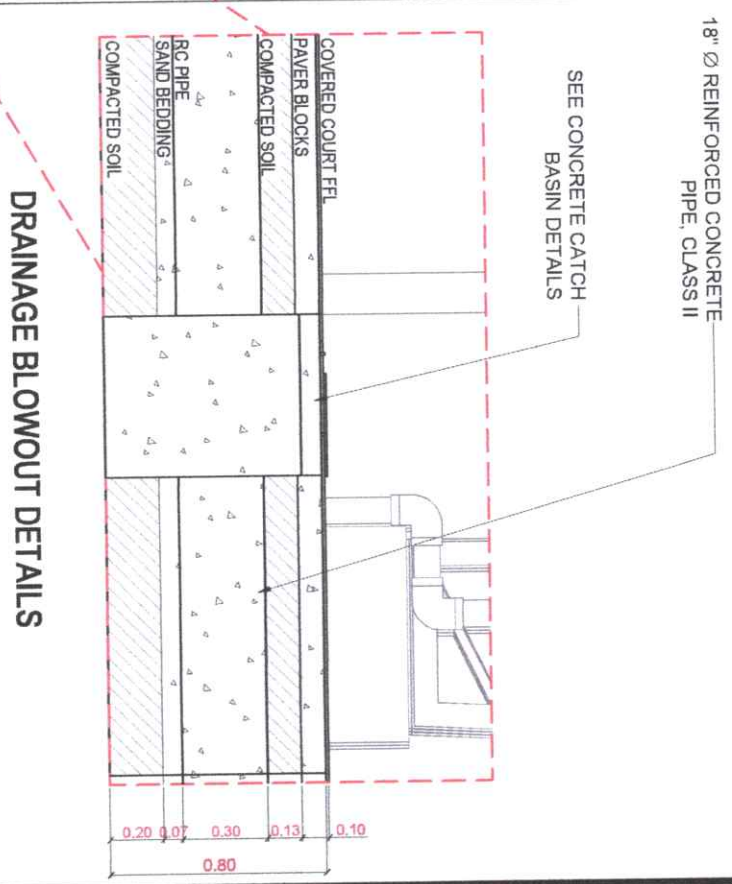 18" Ø REINFORCED CONCRETE
PIPE, CLASS II
SEE CONCRETE CATCH
BASIN DETAILS
COVERED COURT FFL
PAVER BLOCKS
COMPACTED SOIL
RC PIPE
SAND BEDDING
COMPACTED SOIL
0.10
0.13
0.30
0.07
0.20
0.80
DRAINAGE BLOWOUT DETAILS